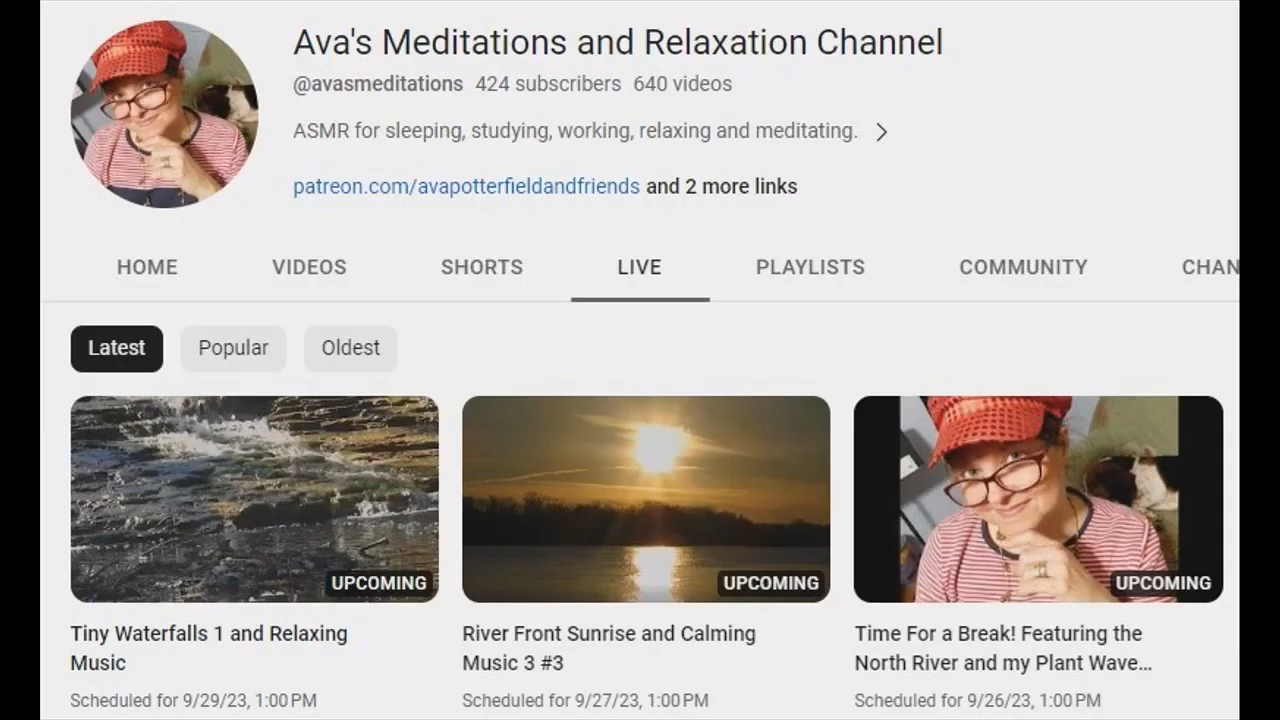 Ava's Meditations and Relaxation Channel
@avasmeditations 424 subscribers 640 videos
ASMR for sleeping, studying, working, relaxing and meditating.
patreon.com/avapotterfieldandfriends and 2 more links
HOME VIDEOS SHORTS LIVE PLAYLISTS COMMUNITY CHAN
Latest Popular Oldest
UPCOMING UPCOMING UPCOMING
Tiny Waterfalls 1 and Relaxing
Music
Scheduled for 9/29/23, 1:00 PM
River Front Sunrise and Calming
Music 3 #3
Scheduled for 9/27/23, 1:00 PM
Time For a Break! Featuring the
North River and my Plant Wave...
Scheduled for 9/26/23, 1:00 PM